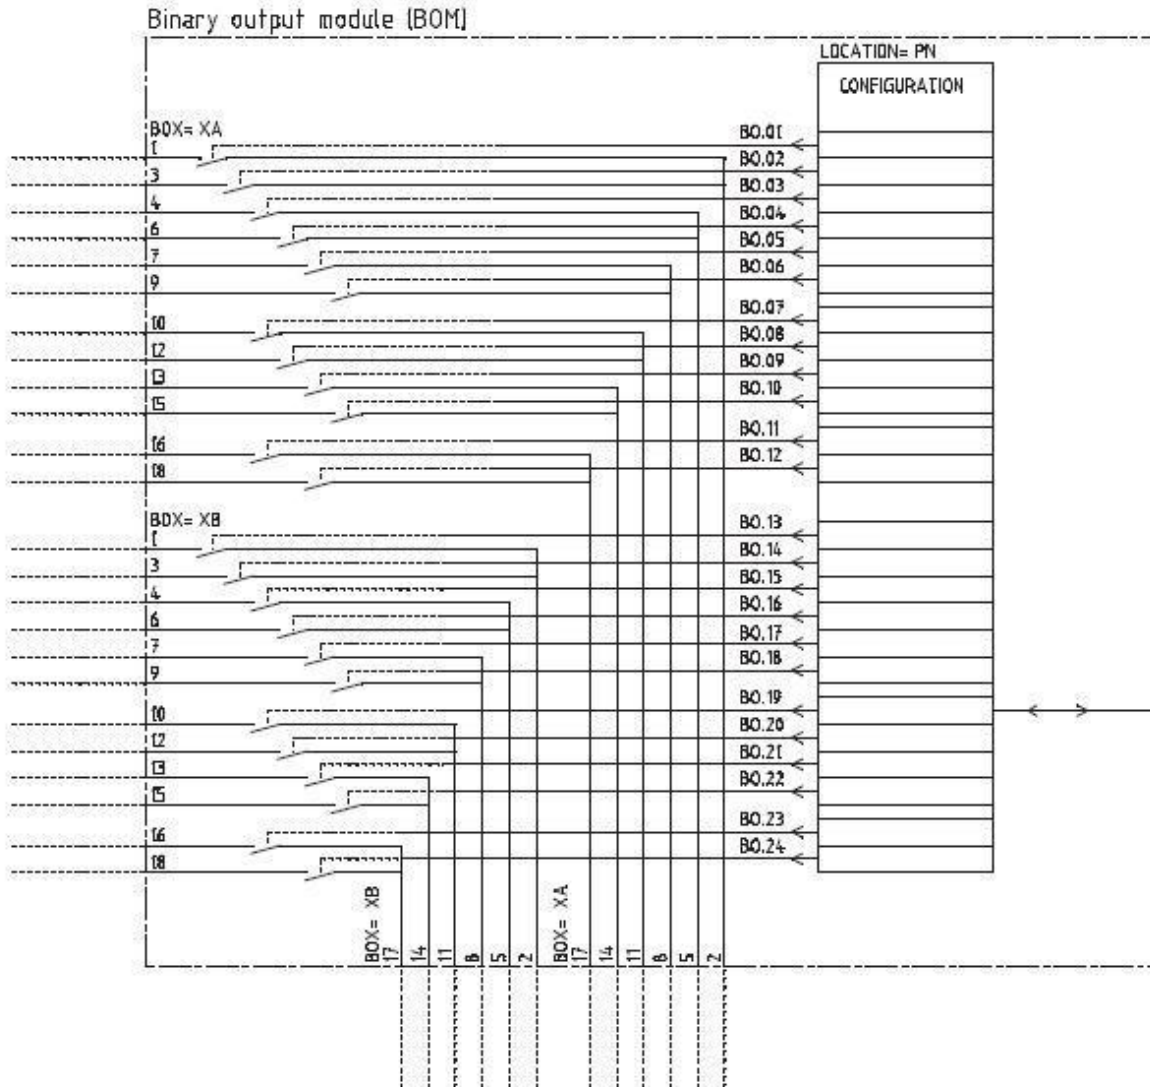 Binary output module (BOM)
LOCATION= PN
CONFIGURATION
BOX= XA
BO.01
1
BO.02
3
BO.03
4
BO.04
6
BO.05
7
BO.06
9
BO.07
10
BO.08
12
BO.09
13
BO.10
15
BO.11
16
BO.12
18
BOX= XB
BO.13
1
BO.14
3
BO.15
4
BO.16
6
BO.17
7
BO.18
9
BO.19
10
BO.20
12
BO.21
13
BO.22
15
BO.23
16
BO.24
18
BOX= XB
17
14
11
8
5
2
BOX= XA
17
14
11
8
5
2